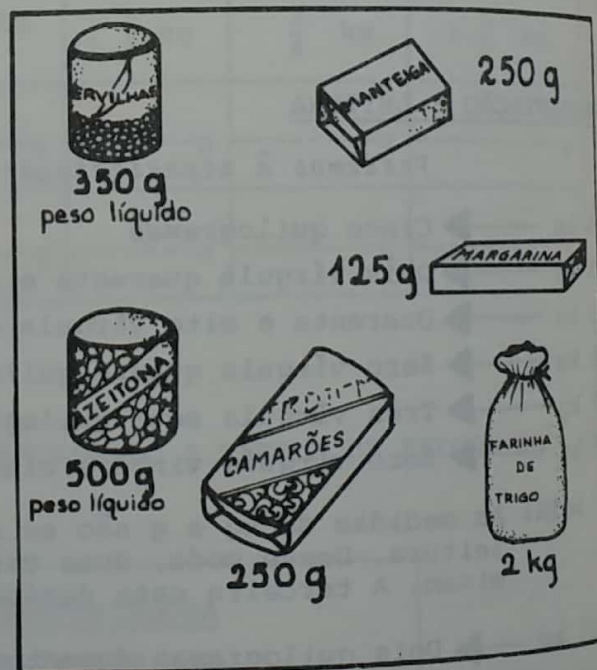 ERVILHAS
350 g
peso líquido
MANTEIGA
250 g
125 g
MARGARINA
AZEITONA
500 g
peso líquido
CAMARÕES
250 g
FARINHA
DE
TRIGO
2 kg